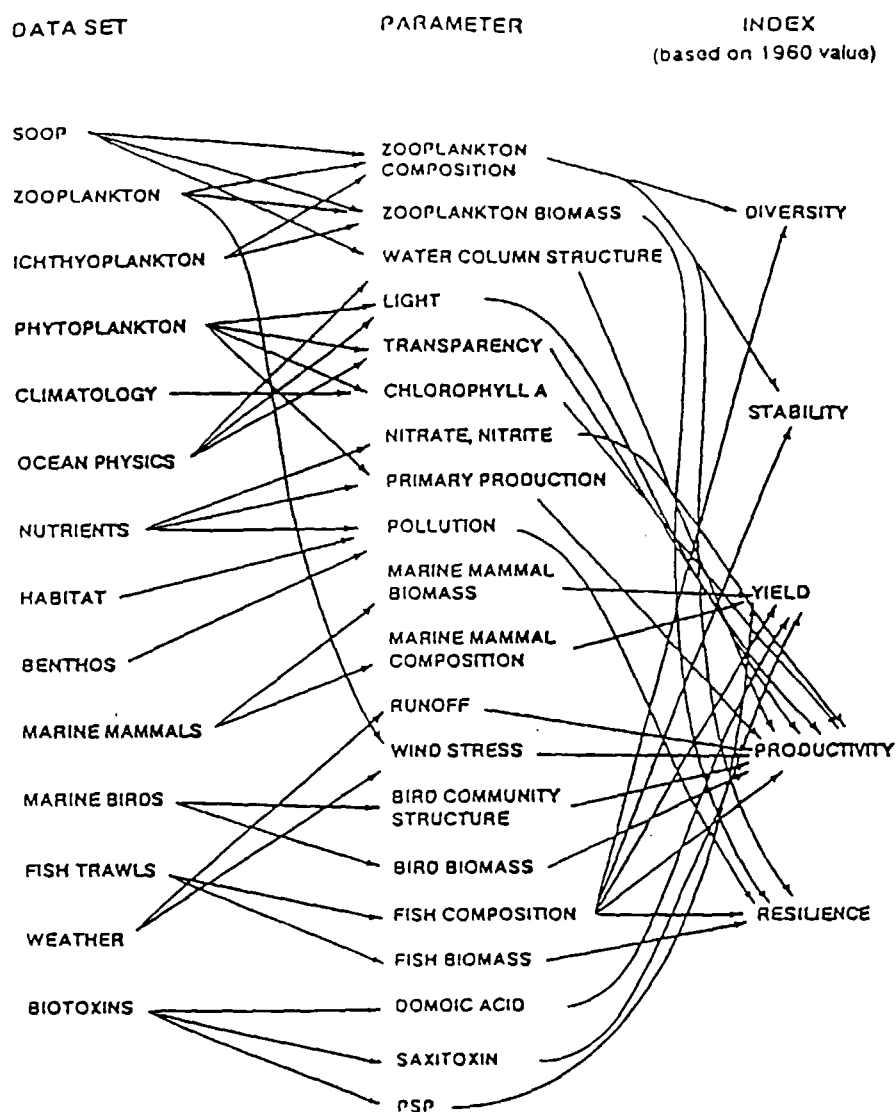 DATA SET
PARAMETER
INDEX
(based on 1960 value)
SOOP
ZOOPLANKTON
ICHTHYOPLANKTON
PHYTOPLANKTON
CLIMATOLOGY
OCEAN PHYSICS
NUTRIENTS
HABITAT
BENTHOS
MARINE MAMMALS
MARINE BIRDS
FISH TRAWLS
WEATHER
BIOTOXINS
ZOOPLANKTON
COMPOSITION
ZOOPLANKTON BIOMASS
WATER COLUMN STRUCTURE
LIGHT
TRANSPARENCY
CHLOROPHYLL A
NITRATE, NITRITE
PRIMARY PRODUCTION
POLLUTION
MARINE MAMMAL
BIOMASS
MARINE MAMMAL
COMPOSITION
RUNOFF
WIND STRESS
BIRD COMMUNITY
STRUCTURE
BIRD BIOMASS
FISH COMPOSITION
FISH BIOMASS
DOMOIC ACID
SAXITOXIN
PSP
DIVERSITY
STABILITY
YIELD
PRODUCTIVITY
RESILIENCE